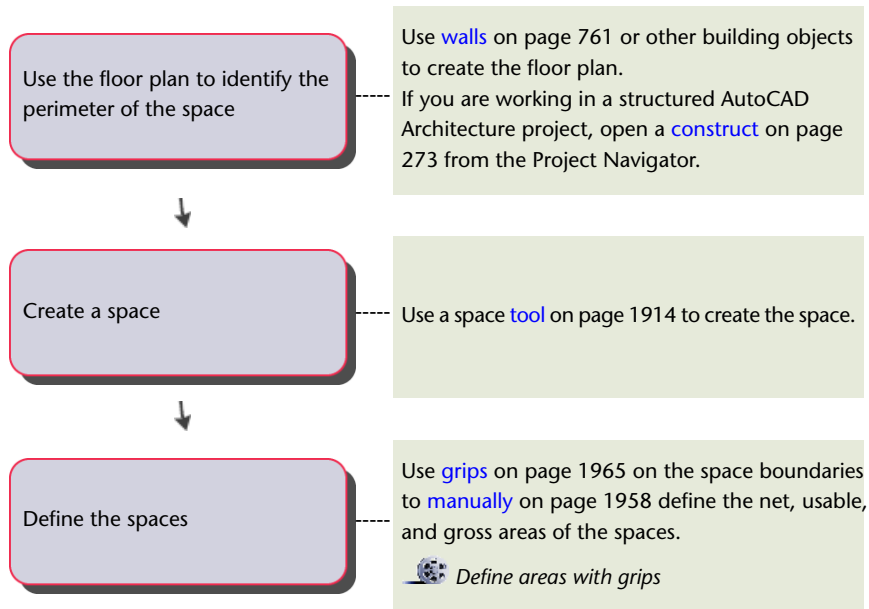 Use the floor plan to identify the
perimeter of the space
Use walls on page 761 or other building objects
to create the floor plan.
If you are working in a structured AutoCAD
Architecture project, open a construct on page
273 from the Project Navigator.
Create a space
Use a space tool on page 1914 to create the space.
Define the spaces
Use grips on page 1965 on the space boundaries
to manually on page 1958 define the net, usable,
and gross areas of the spaces.
Define areas with grips